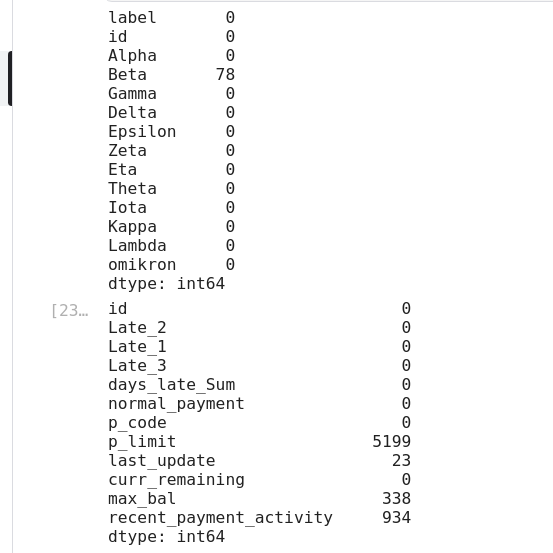 label 0
id 0
Alpha 0
Beta 78
Gamma 0
Delta 0
Epsilon 0
Zeta 0
Eta 0
Theta 0
Iota 0
Kappa 0
Lambda 0
omikron 0
dtype: int64
[23… id 0
Late_2 0
Late_1 0
Late_3 0
days_late_Sum 0
normal_payment 0
p_code 0
p_limit 5199
last_update 23
curr_remaining 0
max_bal 338
recent_payment_activity 934
dtype: int64